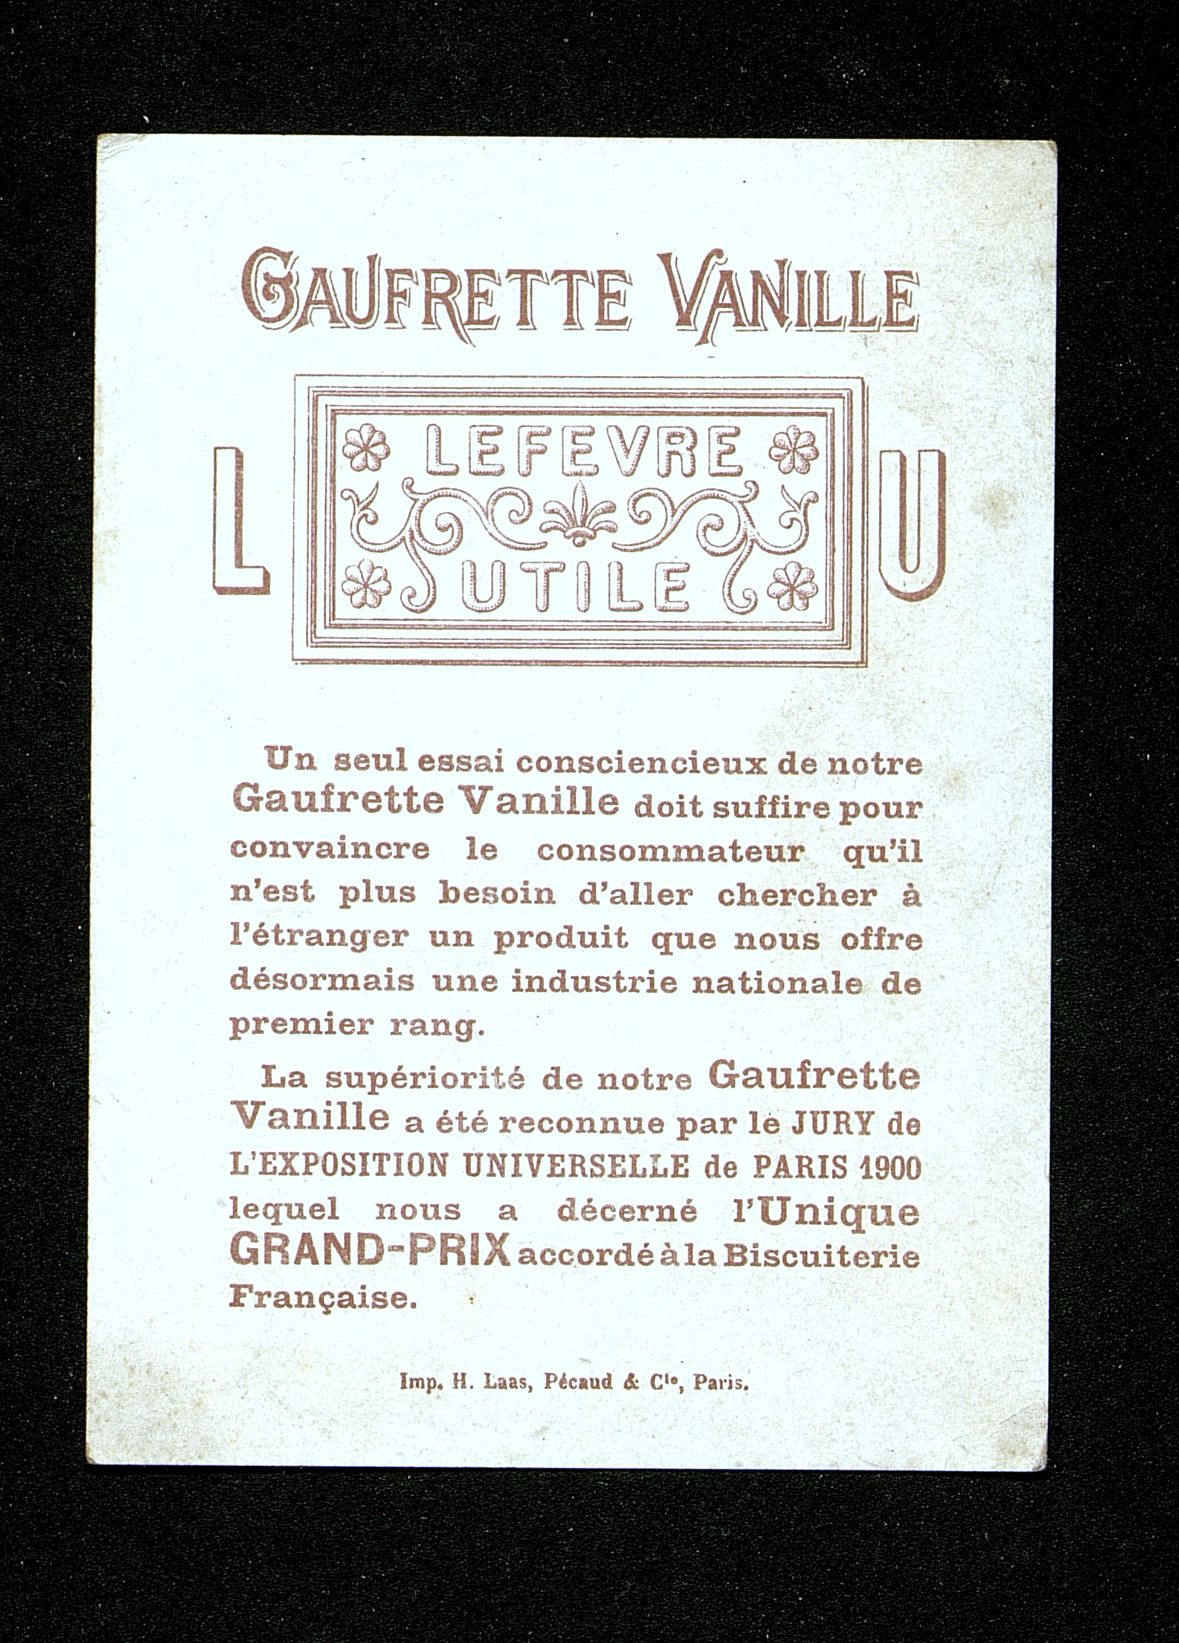 GAUFRETTE VANILLE
L
LEFEVRE
UTILE
U
Un seul essai consciencieux de notre
Gaufrette Vanille doit suffire pour
convaincre le consommateur qu'il
n'est plus besoin d'aller chercher à
l'étranger un produit que nous offre
désormais une industrie nationale de
premier rang.
La supériorité de notre Gaufrette
Vanille a été reconnue par le JURY de
L'EXPOSITION UNIVERSELLE de PARIS 1900
lequel nous a décerné l'Unique
GRAND-PRIX accordé à la Biscuiterie
Française.
Imp. H. Laas, Pécaud & Cie, Paris.